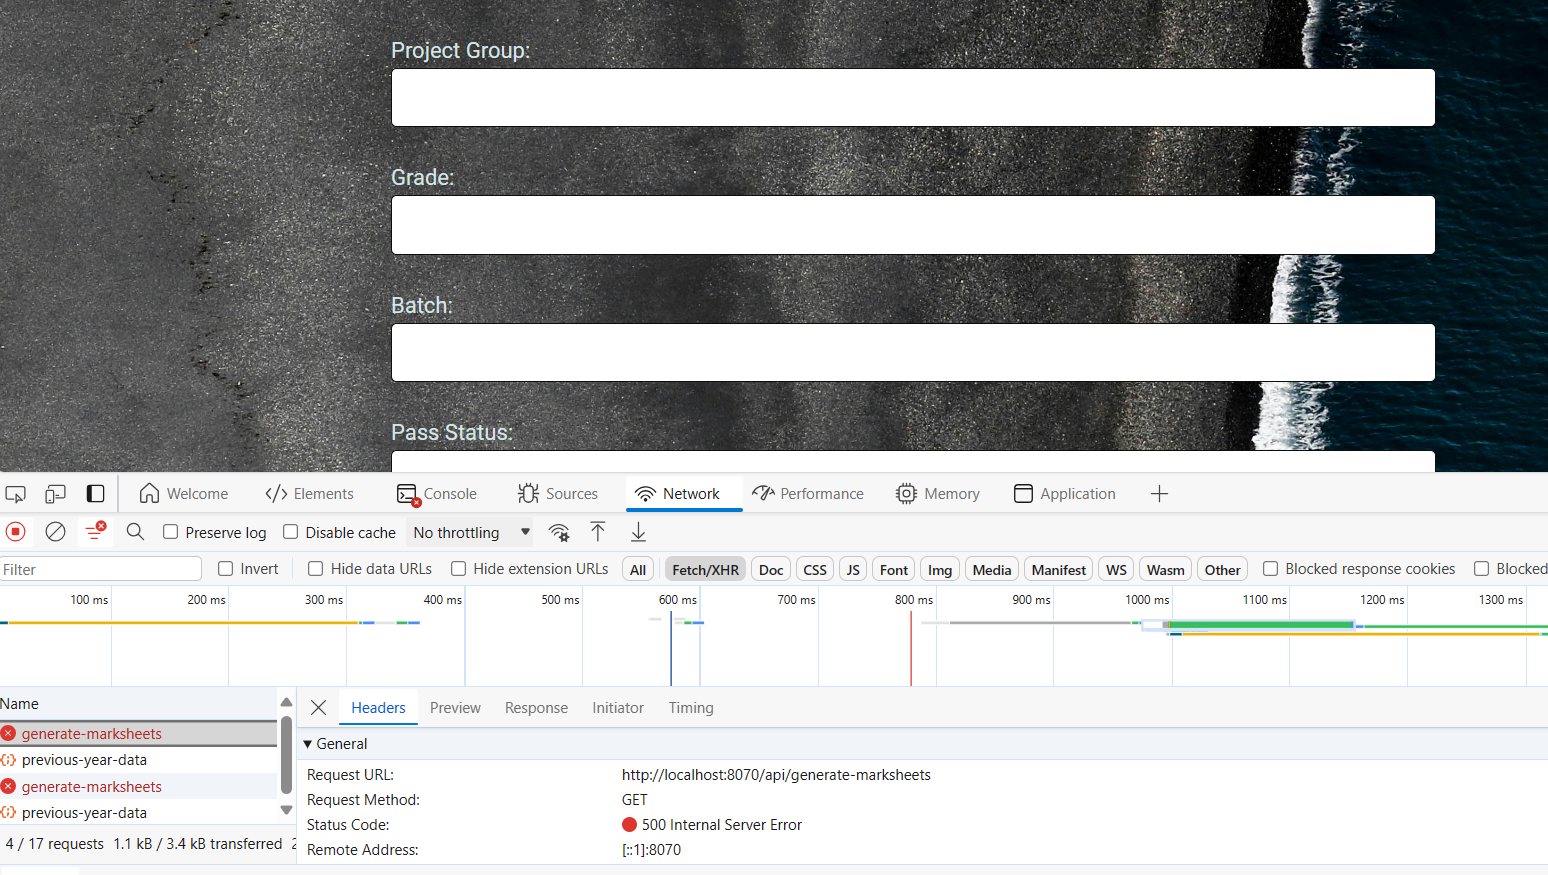 Project Group:
Grade:
Batch:
Pass Status:
Welcome Elements Console Sources Network Performance Memory Application
Preserve log Disable cache No throttling
Filter Invert Hide data URLs Hide extension URLs All Fetch/XHR Doc CSS JS Font Img Media Manifest WS Wasm Other Blocked response cookies Blocked
100 ms 200 ms 300 ms 400 ms 500 ms 600 ms 700 ms 800 ms 900 ms 1000 ms 1100 ms 1200 ms 1300 ms
Name Headers Preview Response Initiator Timing
generate-marksheets
General
previous-year-data
Request URL: http://localhost:8070/api/generate-marksheets
generate-marksheets
Request Method: GET
previous-year-data
Status Code: 500 Internal Server Error
4 / 17 requests 1.1 kB / 3.4 kB transferred
Remote Address: [::1]:8070